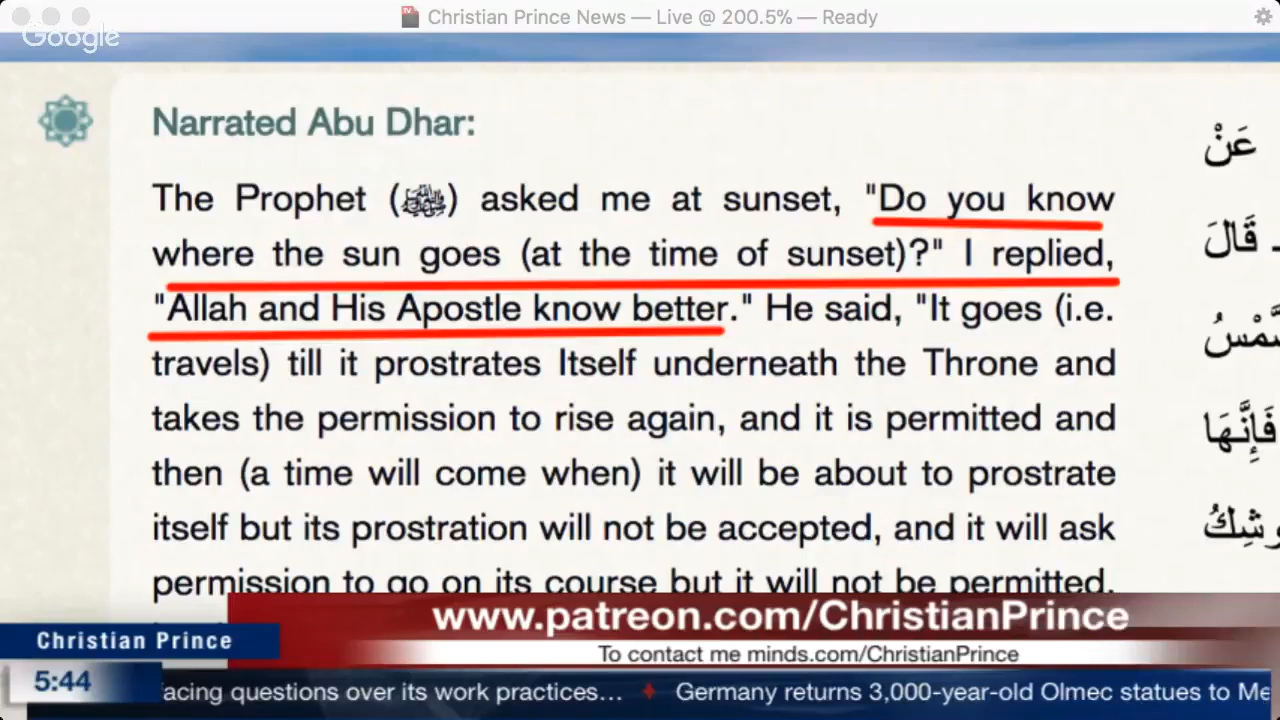 Christian Prince News — Live @ 200.5% — Ready
Google
Narrated Abu Dhar:
The Prophet (ﷺ) asked me at sunset, "Do you know
where the sun goes (at the time of sunset)?" I replied,
"Allah and His Apostle know better." He said, "It goes (i.e.
travels) till it prostrates Itself underneath the Throne and
takes the permission to rise again, and it is permitted and
then (a time will come when) it will be about to prostrate
itself but its prostration will not be accepted, and it will ask
permission to go on its course but it will not be permitted,
عَنْ
قَالَ
فَإِنَّهَا
www.patreon.com/ChristianPrince
Christian Prince
To contact me minds.com/ChristianPrince
5:44
acing questions over its work practices... Germany returns 3,000-year-old Olmec statues to Me